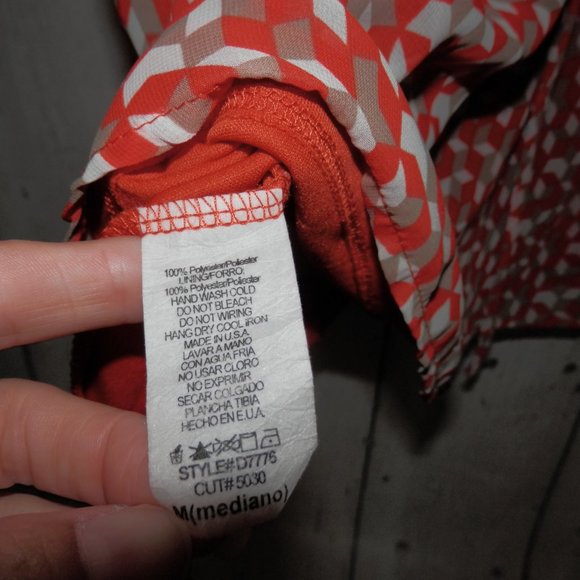 100% Polyester/Poliester
LINING/FORRO:
100% Polyester/Poliester
HAND WASH COLD
DO NOT BLEACH
DO NOT WIRING
HANG DRY COOL IRON
MADE IN U.S.A
LAVAR A MANO
CON AGUA FRIA
NO USAR CLORO
NO EXPRIMIR
SECAR COLGADO
PLANCHA TIBIA
HECHO EN E.U.A.
STYLE#D7776
CUT# 5030
M(mediano)